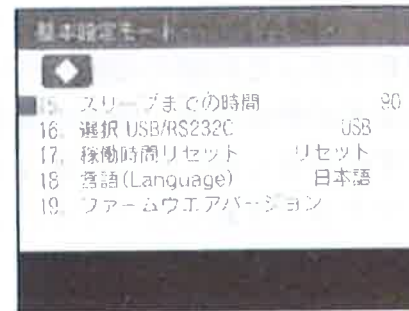 基本設定モード
15. スリープまでの時間 90
16. 選択 USB/RS232C USB
17. 稼働時間リセット リセット
18 言語(Language) 日本語
19. ファームウエアバージョン